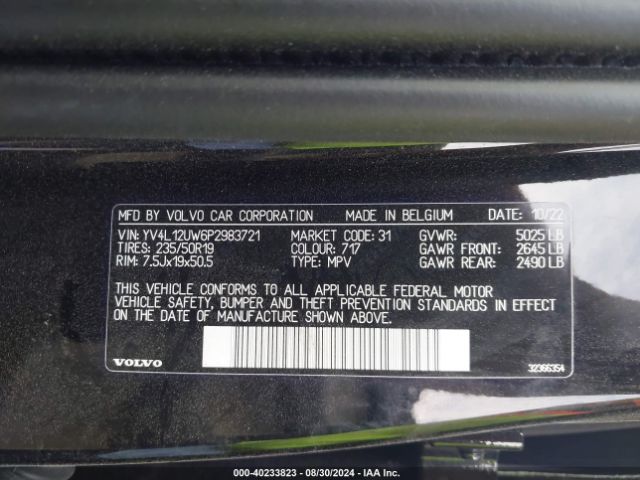 MFD BY VOLVO CAR CORPORATION MADE IN BELGIUM DATE: 10/22
VIN: YV4L12UW6P2983721 MARKET CODE: 31 GVWR: 5025 LB
TIRES: 235/50R19 COLOUR: 717 GAWR FRONT: 2645 LB
RIM: 7.5Jx19x50.5 TYPE: MPV GAWR REAR: 2490 LB
THIS VEHICLE CONFORMS TO ALL APPLICABLE FEDERAL MOTOR
VEHICLE SAFETY, BUMPER AND THEFT PREVENTION STANDARDS IN EFFECT
ON THE DATE OF MANUFACTURE SHOWN ABOVE.
VOLVO 32366354
000-40233823 - 08/30/2024 - IAA Inc.